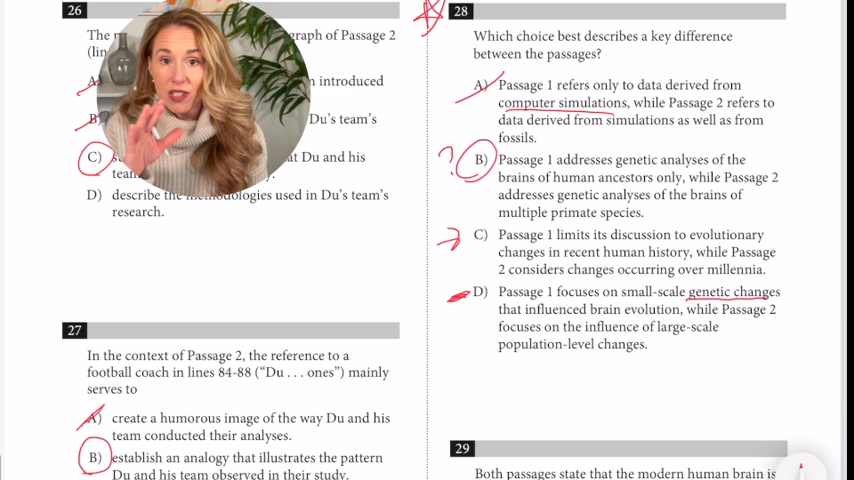 26
The
graph of Passage 2
(lin
A)
introduced
B)
Du's team's
C)
at Du and his
team
D) describe the methodologies used in Du's team's
research.
27
In the context of Passage 2, the reference to a
football coach in lines 84-88 (“Du . . . ones”) mainly
serves to
A) create a humorous image of the way Du and his
team conducted their analyses.
B) establish an analogy that illustrates the pattern
Du and his team observed in their study.
28
Which choice best describes a key difference
between the passages?
A) Passage 1 refers only to data derived from
computer simulations, while Passage 2 refers to
data derived from simulations as well as from
fossils.
? B) Passage 1 addresses genetic analyses of the
brains of human ancestors only, while Passage 2
addresses genetic analyses of the brains of
multiple primate species.
C) Passage 1 limits its discussion to evolutionary
changes in recent human history, while Passage
2 considers changes occurring over millennia.
D) Passage 1 focuses on small-scale genetic changes
that influenced brain evolution, while Passage 2
focuses on the influence of large-scale
population-level changes.
29
Both passages state that the modern human brain is